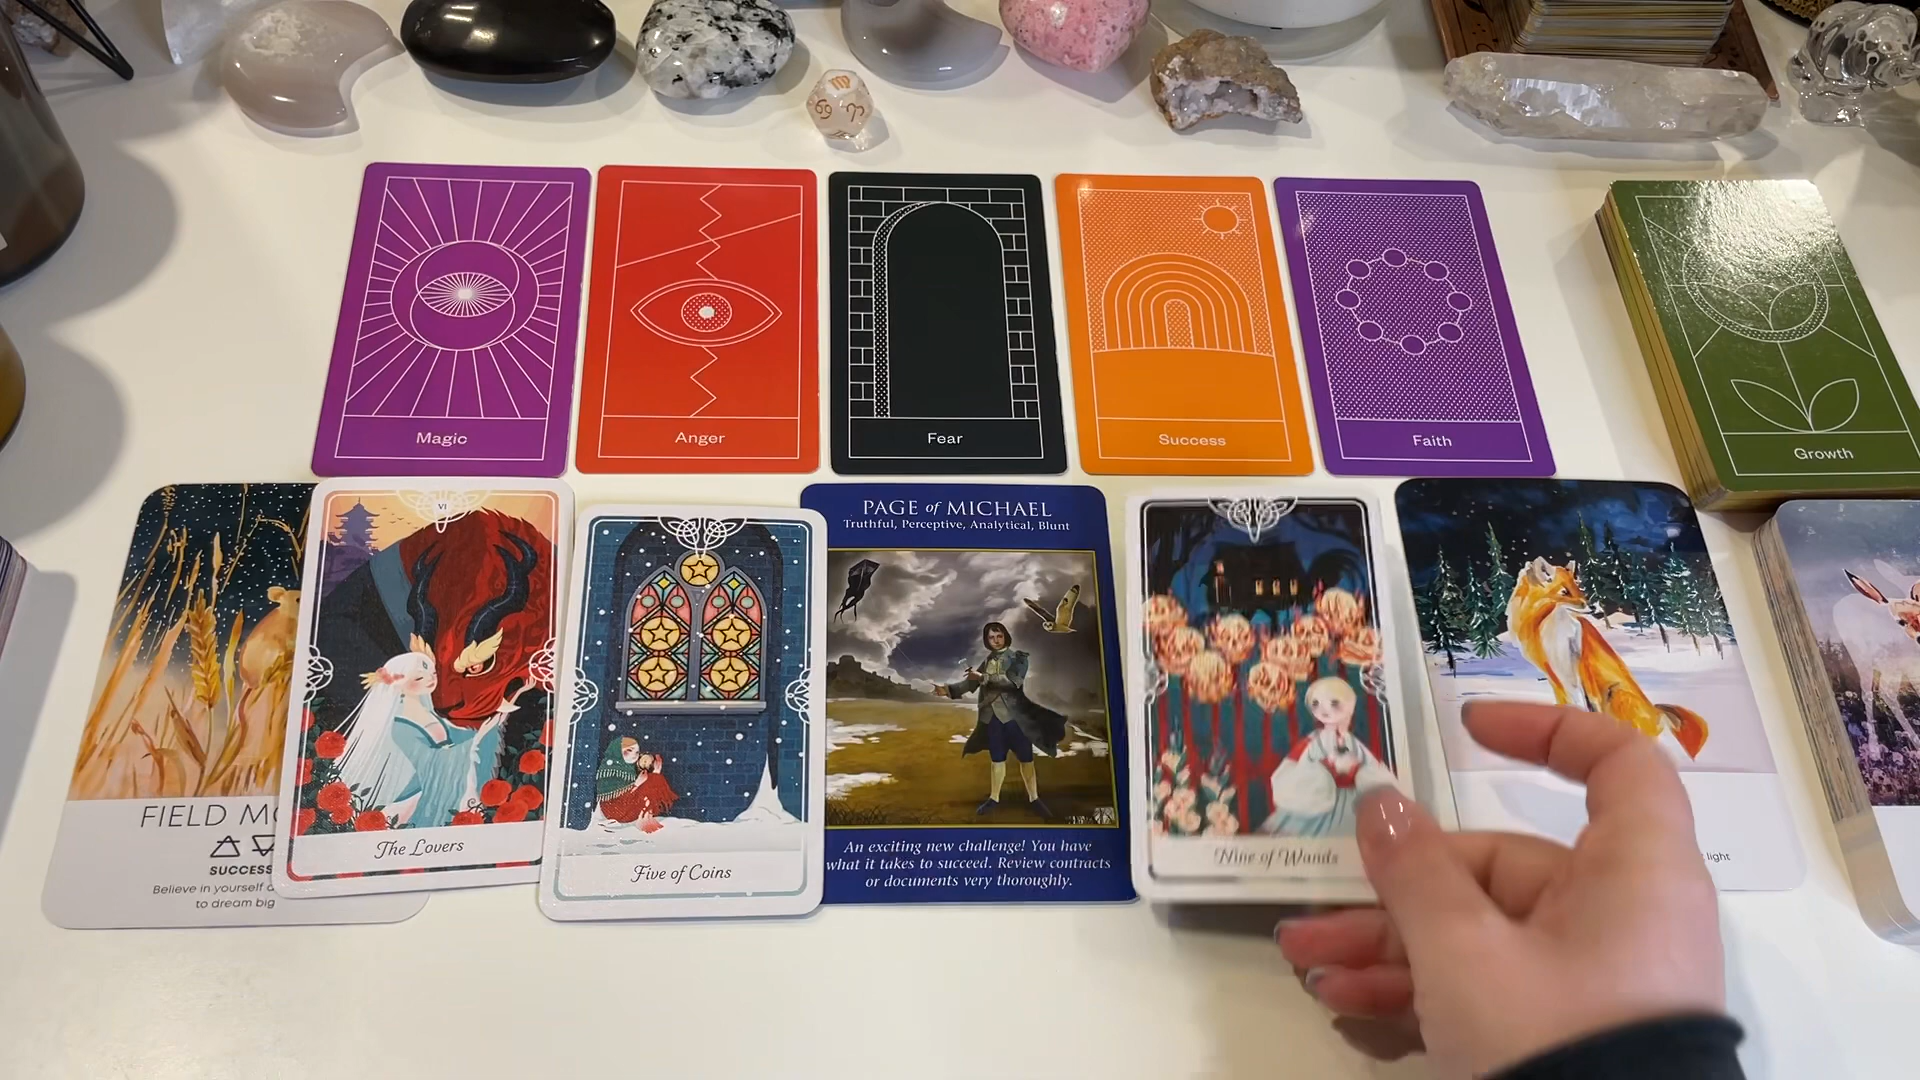 Magic
Anger
Fear
Success
Faith
Growth
FIELD MO
SUCCESS
Believe in yourself
to dream big
VI
The Lovers
Five of Coins
PAGE of MICHAEL
Truthful, Perceptive, Analytical, Blunt
An exciting new challenge! You have
what it takes to succeed. Review contracts
or documents very thoroughly.
Nine of Wands
light